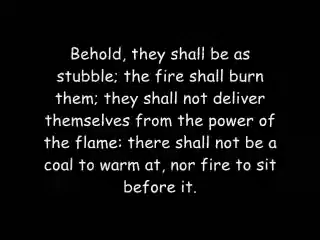 Behold, they shall be as
stubble; the fire shall burn
them; they shall not deliver
themselves from the power of
the flame: there shall not be a
coal to warm at, nor fire to sit
before it.